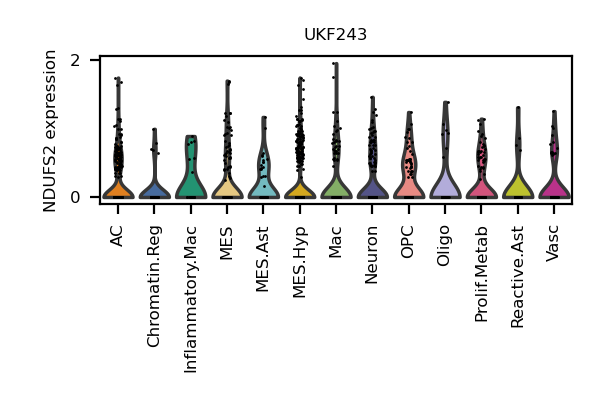 UKF243
NDUFS2 expression
2
0
AC
Chromatin.Reg
Inflammatory.Mac
MES
MES.Ast
MES.Hyp
Mac
Neuron
OPC
Oligo
Prolif.Metab
Reactive.Ast
Vasc